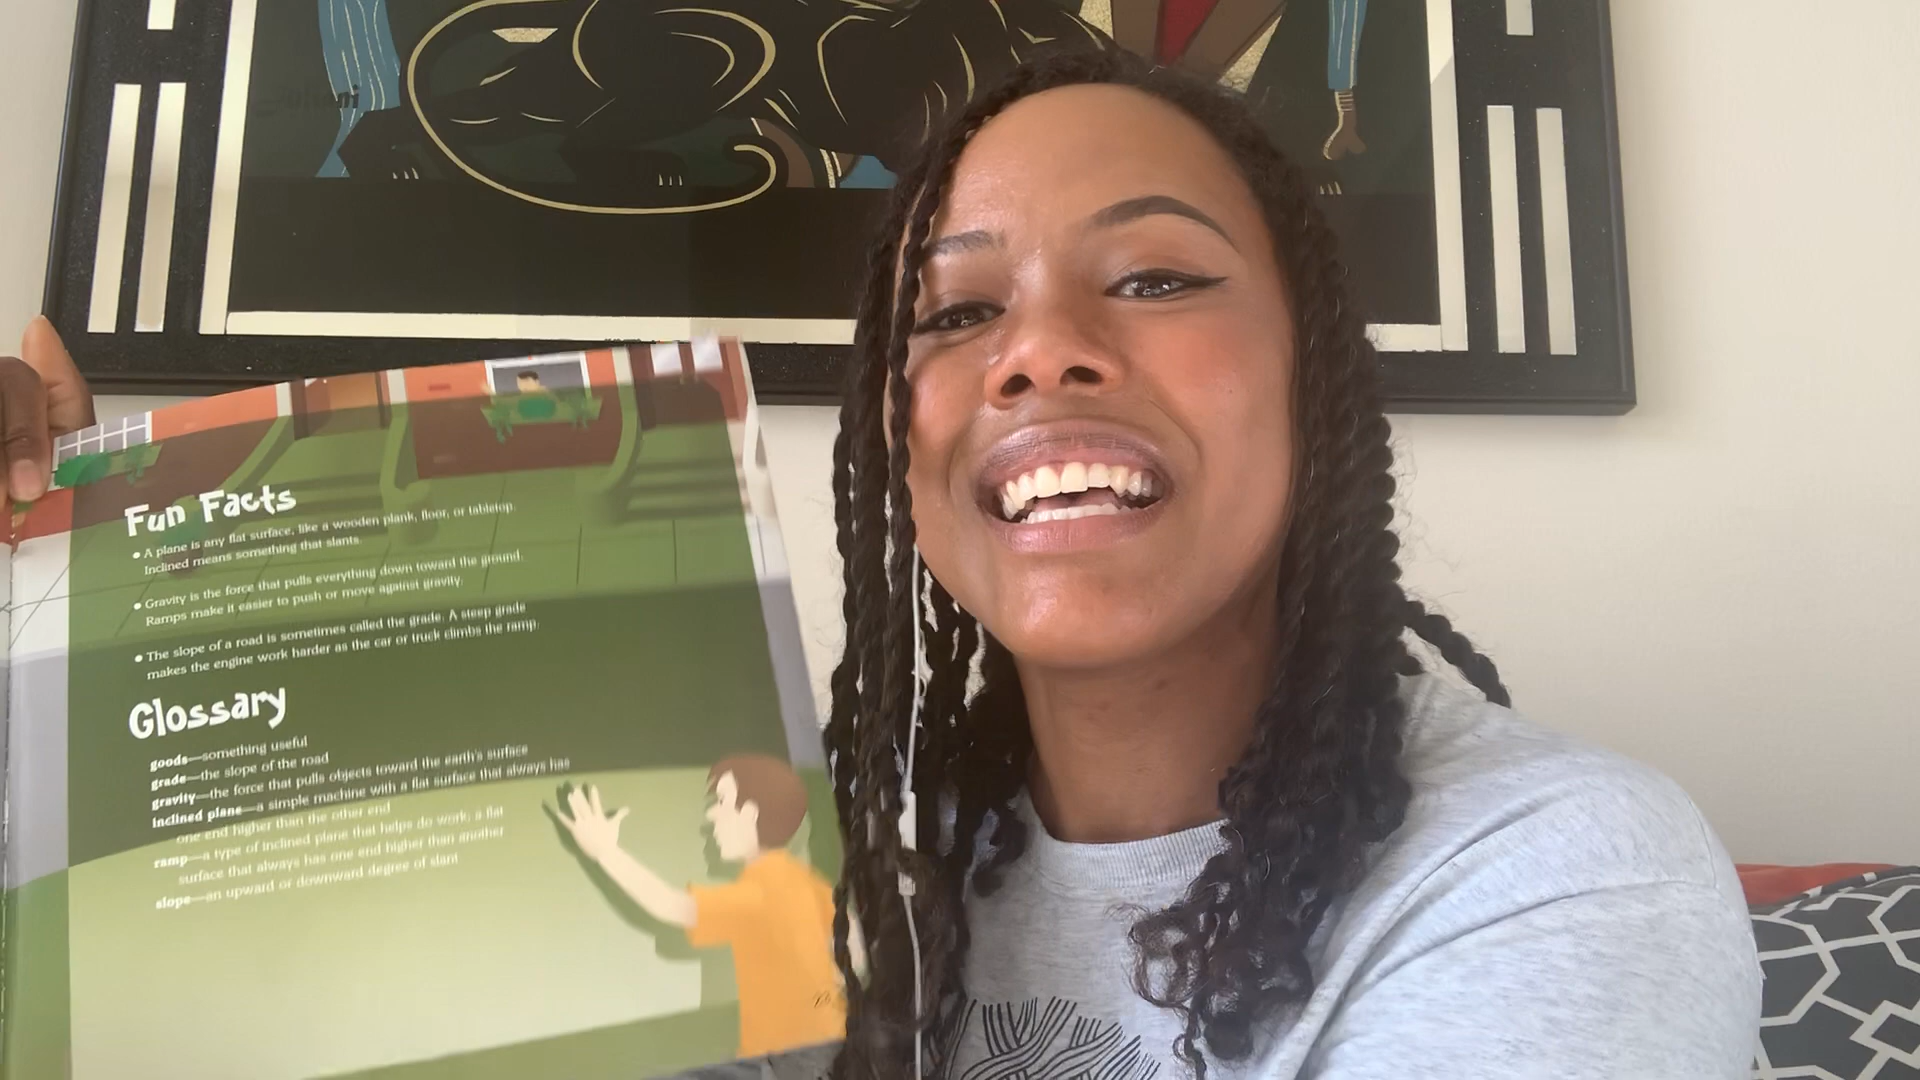 Fun Facts
• A plane is any flat surface, like a wooden plank, floor, or tabletop.
Inclined means something that slants.
• Gravity is the force that pulls everything down toward the ground.
Ramps make it easier to push or move against gravity.
• The slope of a road is sometimes called the grade. A steep grade
makes the engine work harder as the car or truck climbs the ramp.
Glossary
goods—something useful
grade—the slope of the road
gravity—the force that pulls objects toward the earth's surface
inclined plane—a simple machine with a flat surface that always has
one end higher than the other end
ramp—a type of inclined plane that helps do work; a flat
surface that always has one end higher than another
slope—an upward or downward degree of slant